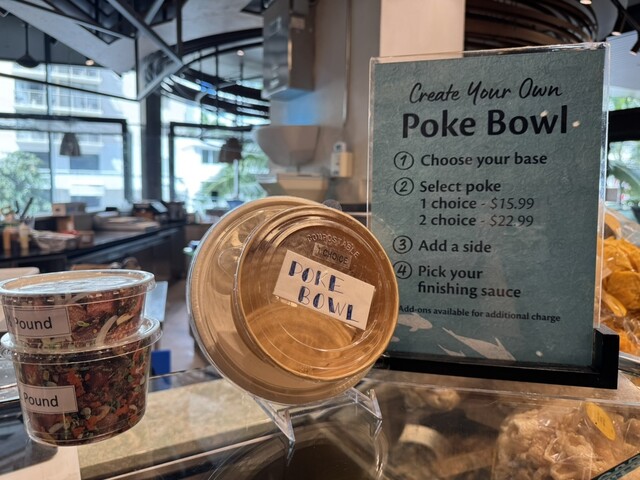 Create Your Own
Poke Bowl
1 Choose your base
2 Select poke
1 choice - $15.99
2 choice - $22.99
3 Add a side
4 Pick your
finishing sauce
Add-ons available for additional charge
COMPOSTABLE
1 CHOICE
POKE
BOWL
Pound
Pound